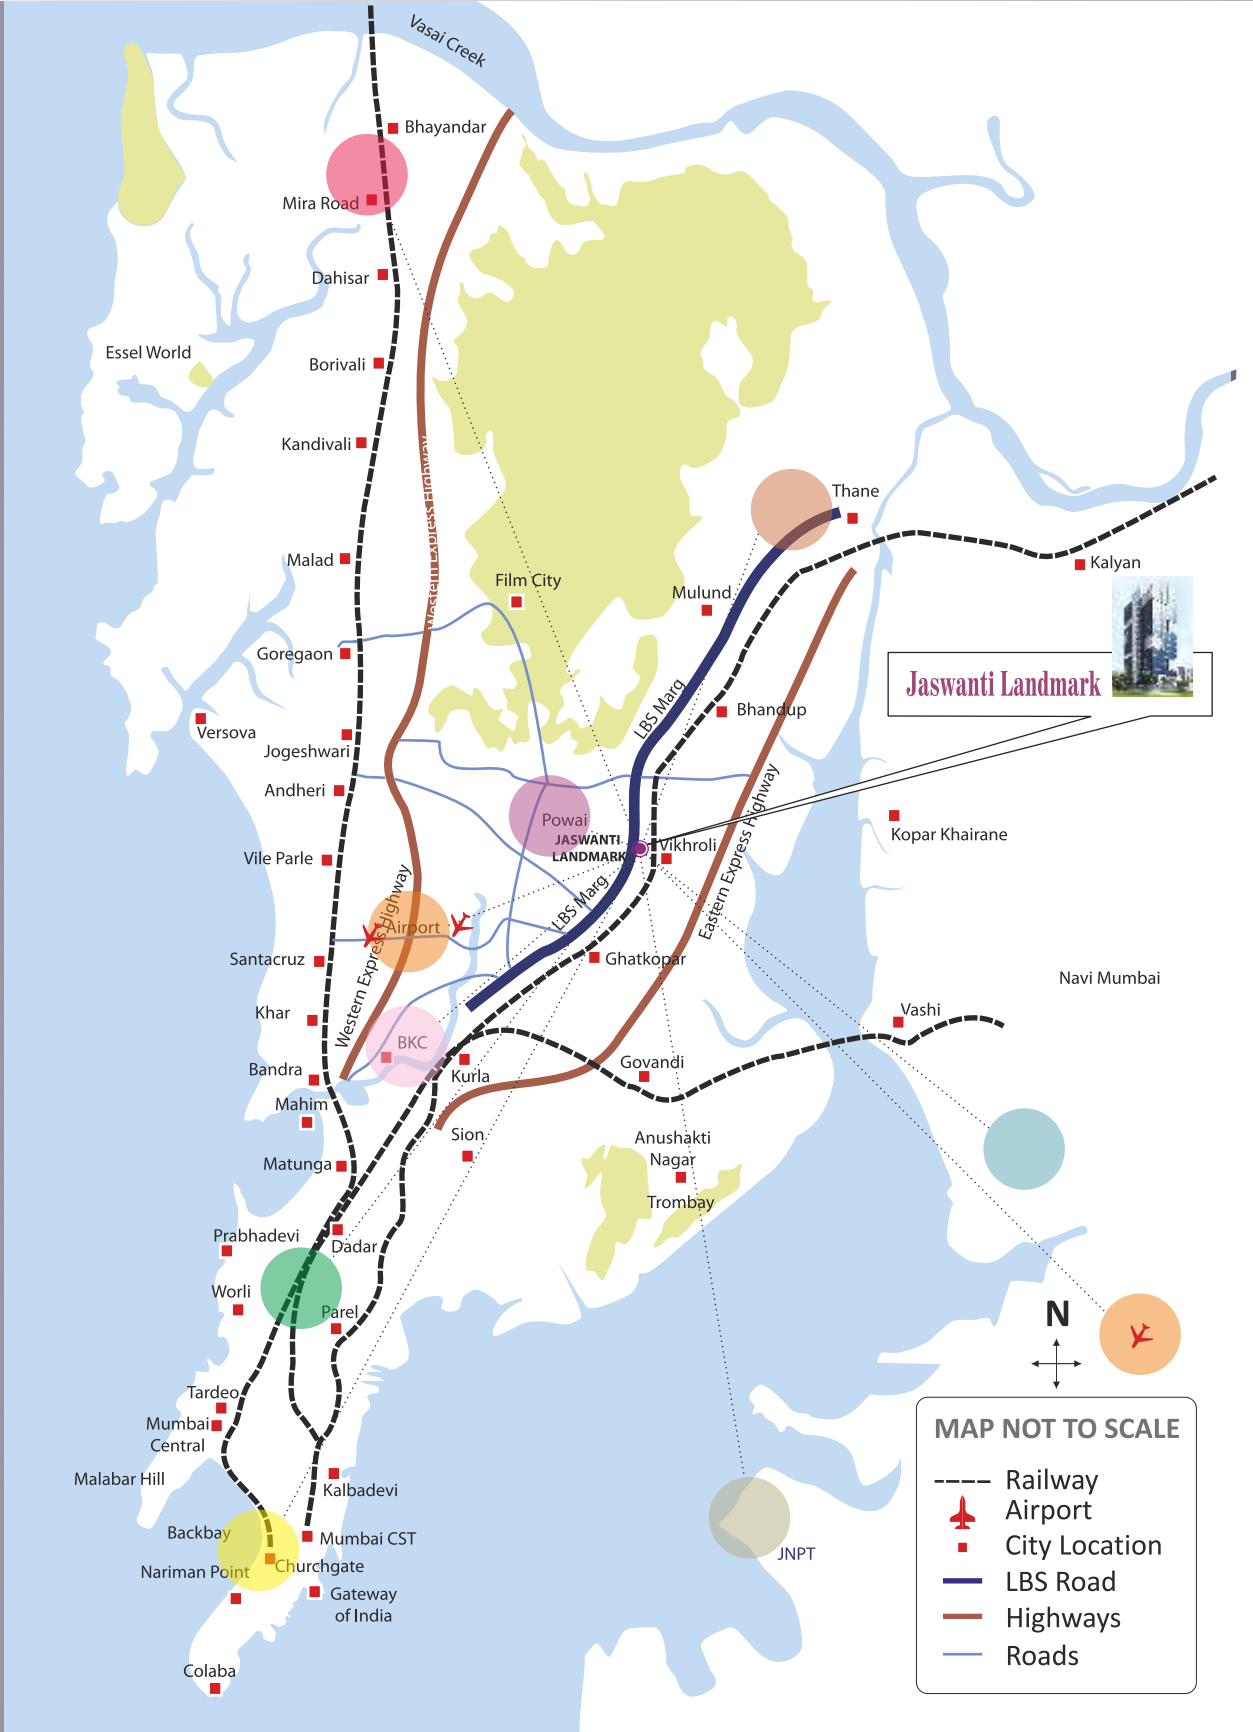 Vasai Creek
Bhayandar
Mira Road
Dahisar
Essel World
Borivali
Kandivali
Western Express Highway
Thane
Malad
Kalyan
Film City
Mulund
Goregaon
Jaswanti Landmark
LBS Marg
Bhandup
Versova
Jogeshwari
Andheri
Powai
JASWANTI
LANDMARK
Vikhroli
Kopar Khairane
Vile Parle
Eastern Express Highway
LBS Marg
Western Express Highway
Airport
Santacruz
Ghatkopar
Navi Mumbai
Khar
Vashi
BKC
Bandra
Kurla
Govandi
Mahim
Sion
Anushakti
Nagar
Matunga
Trombay
Prabhadevi
Dadar
Worli
Parel
N
Tardeo
Mumbai
Central
Malabar Hill
Kalbadevi
Backbay
Mumbai CST
Nariman Point
Churchgate
Gateway
of India
JNPT
Colaba
MAP NOT TO SCALE
Railway
Airport
City Location
LBS Road
Highways
Roads